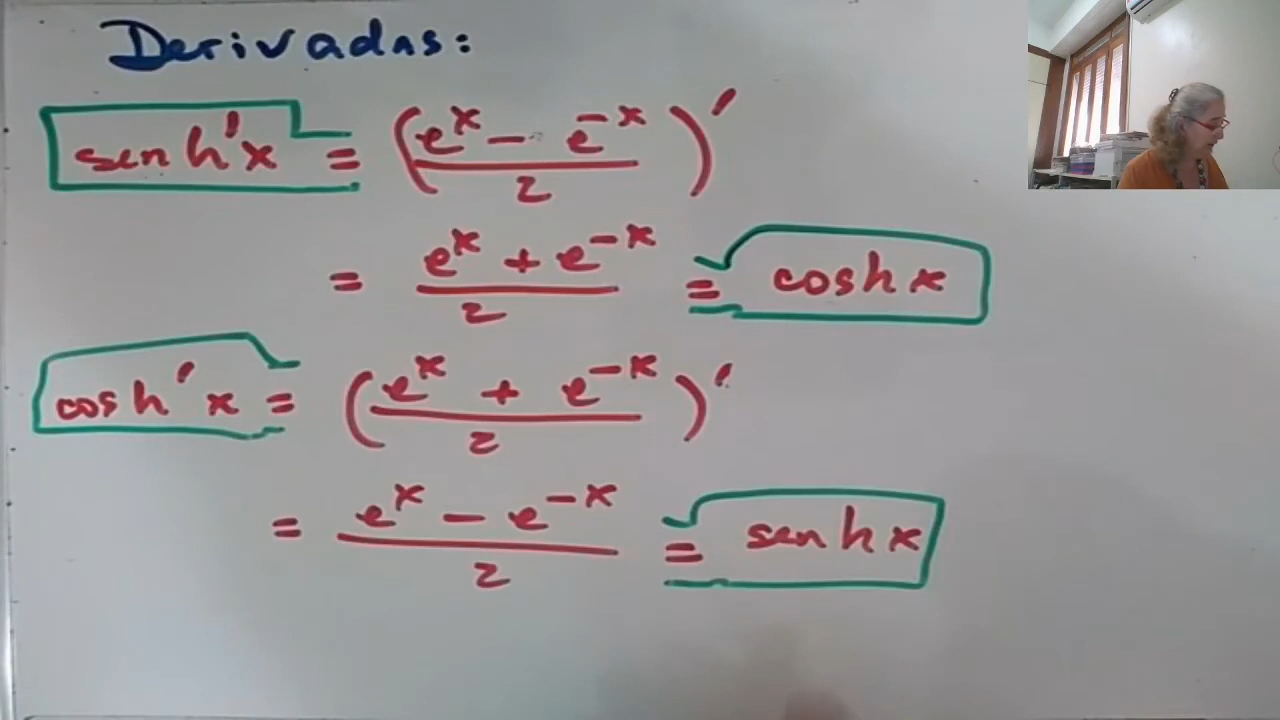 Derivadas:
senh'x = (e^x - e^-x / 2)'
= e^x + e^-x / 2 = cosh x
cosh'x = (e^x + e^-x / 2)'
= e^x - e^-x / 2 = senh x